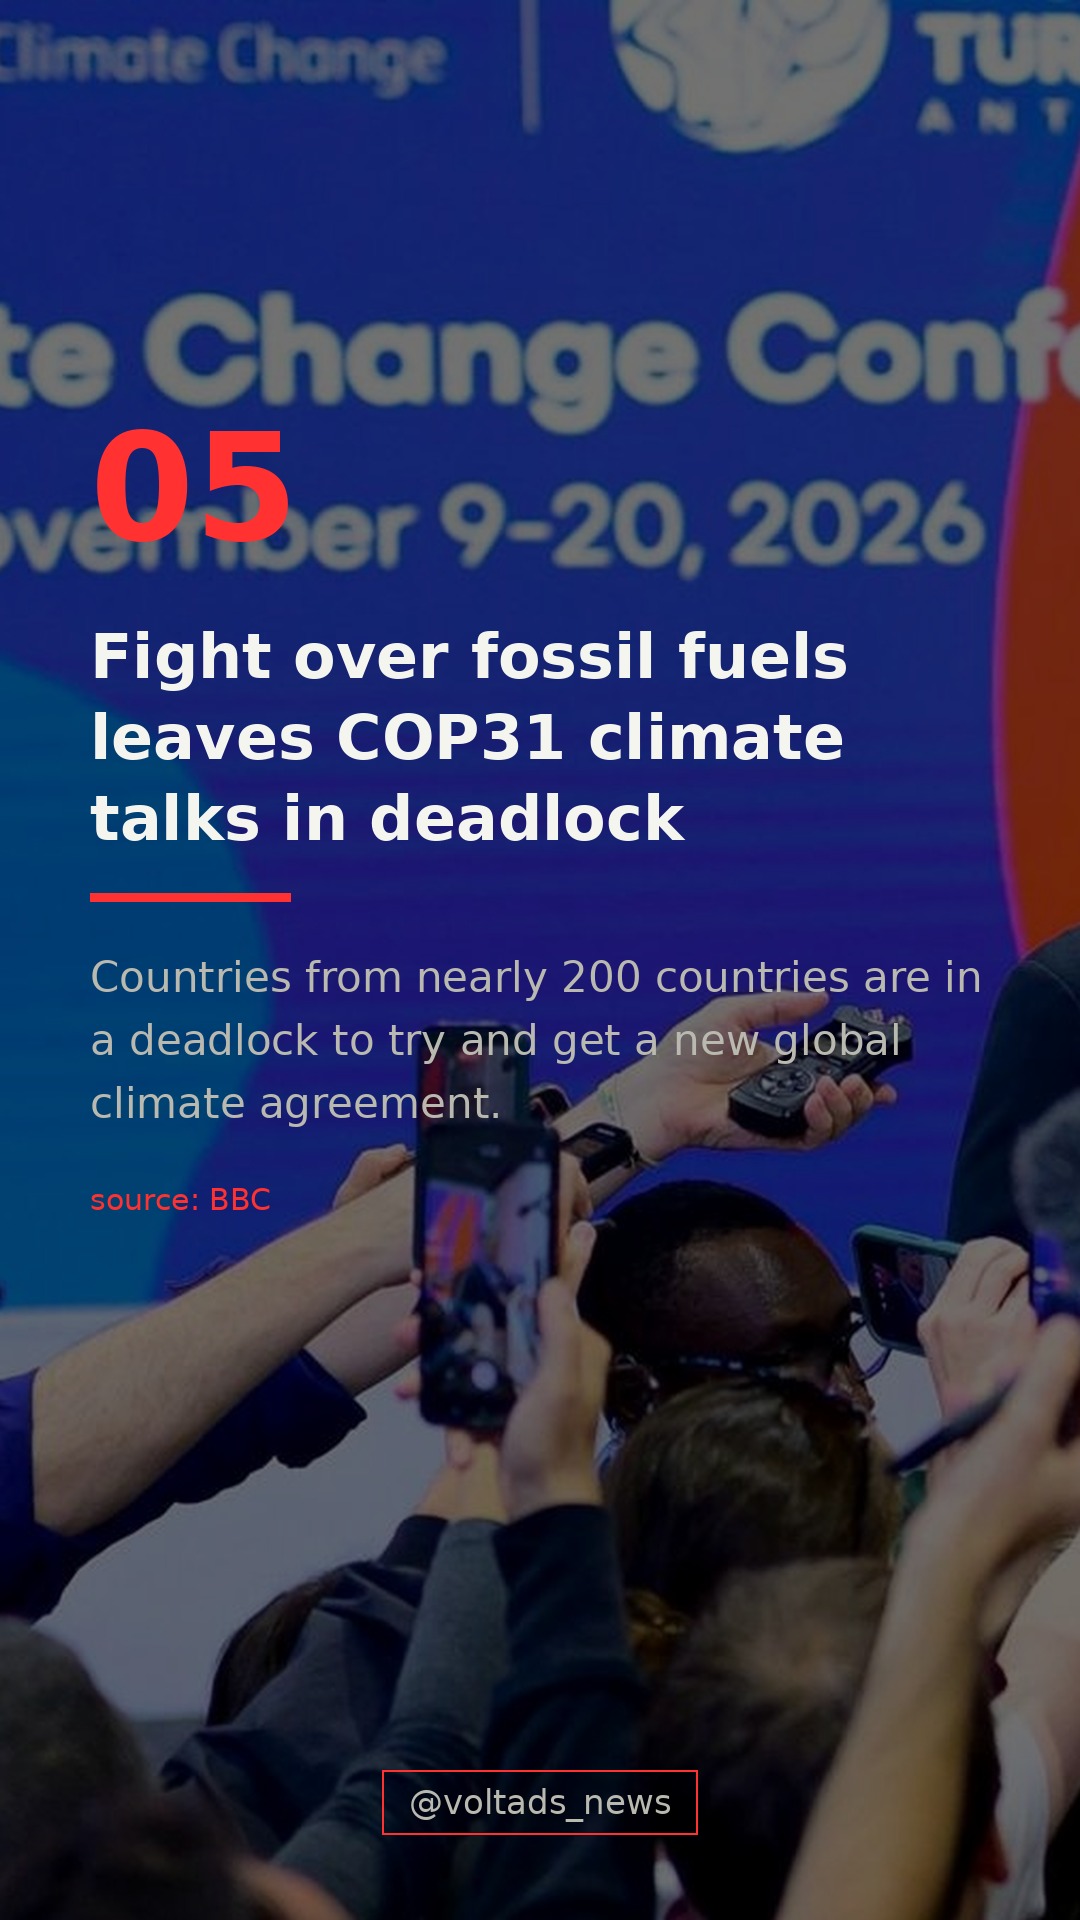 Climate Change
te Change Conf
05
ovember 9-20, 2026
Fight over fossil fuels
leaves COP31 climate
talks in deadlock
Countries from nearly 200 countries are in
a deadlock to try and get a new global
climate agreement.
source: BBC
@voltads_news